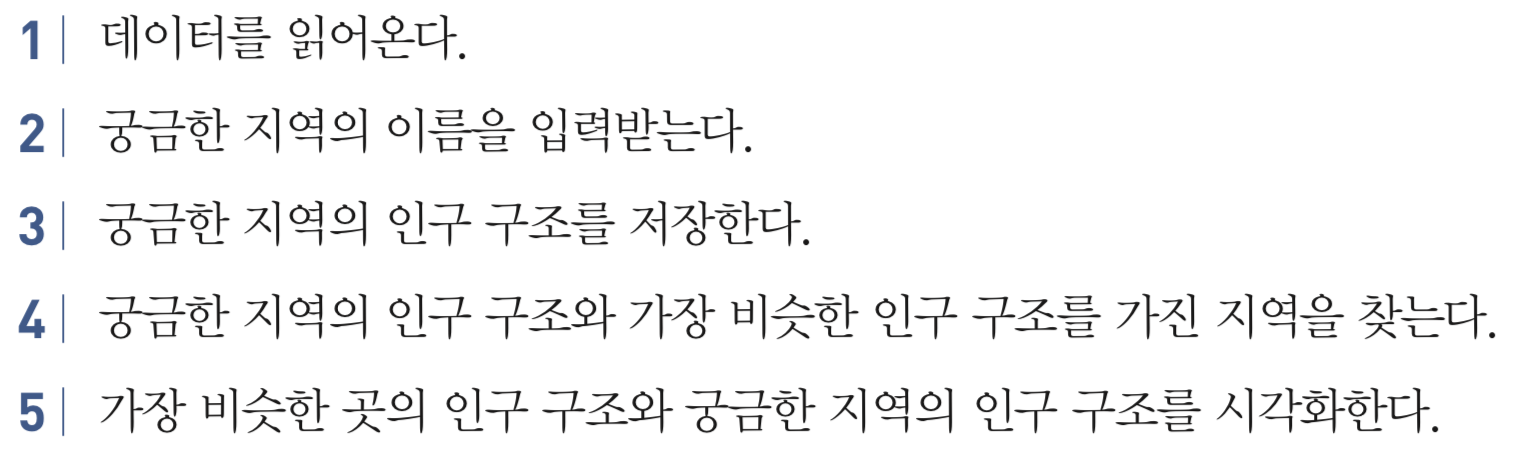 1 데이터를 읽어온다.
2 궁금한 지역의 이름을 입력받는다.
3 궁금한 지역의 인구 구조를 저장한다.
4 궁금한 지역의 인구 구조와 가장 비슷한 인구 구조를 가진 지역을 찾는다.
5 가장 비슷한 곳의 인구 구조와 궁금한 지역의 인구 구조를 시각화한다.